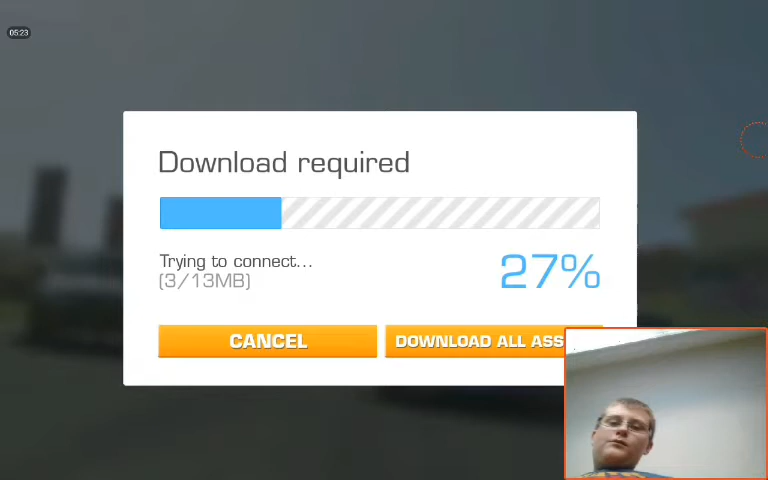 05:23
Download required
Trying to connect...
(3/13MB)
27%
CANCEL
DOWNLOAD ALL ASS